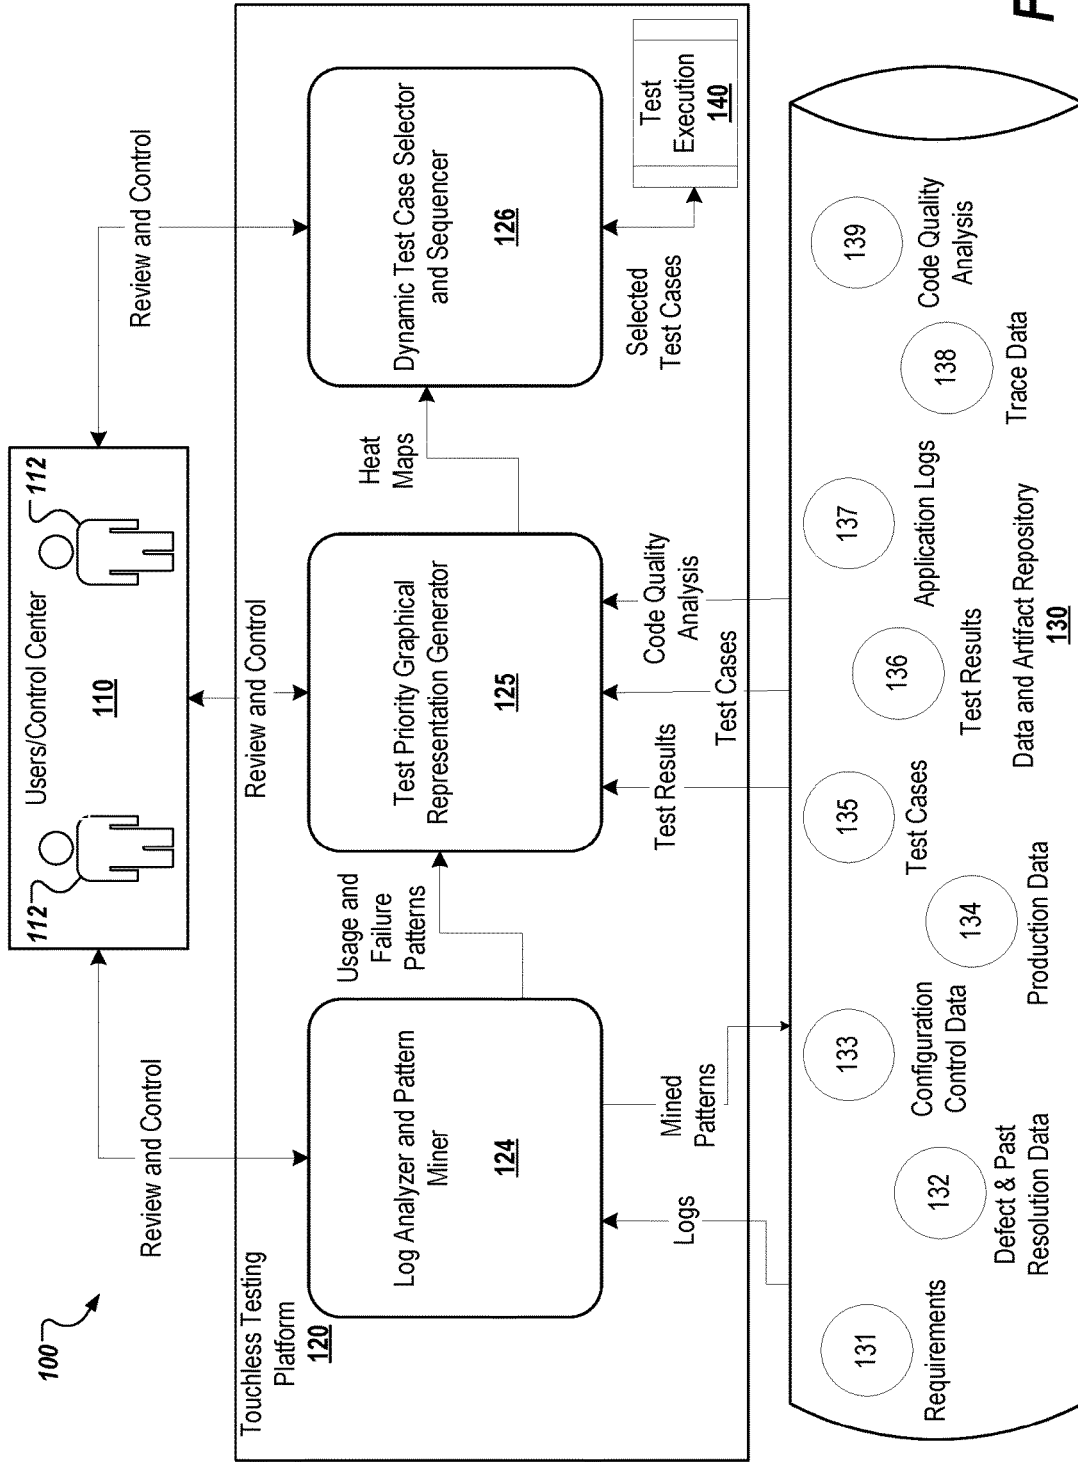 100
Users/Control Center
110
112
112
Review and Control
Review and Control
Review and Control
Touchless Testing
Platform
120
Log Analyzer and Pattern
Miner
124
Usage and
Failure
Patterns
Test Priority Graphical
Representation Generator
125
Heat
Maps
Dynamic Test Case Selector
and Sequencer
126
Logs
Mined
Patterns
Test Results
Test Cases
Code Quality
Analysis
Selected
Test Cases
Test
Execution
140
131
Requirements
132
Defect & Past
Resolution Data
133
Configuration
Control Data
134
Production Data
135
Test Cases
136
Test Results
137
Application Logs
138
Trace Data
139
Code Quality
Analysis
Data and Artifact Repository
130
F